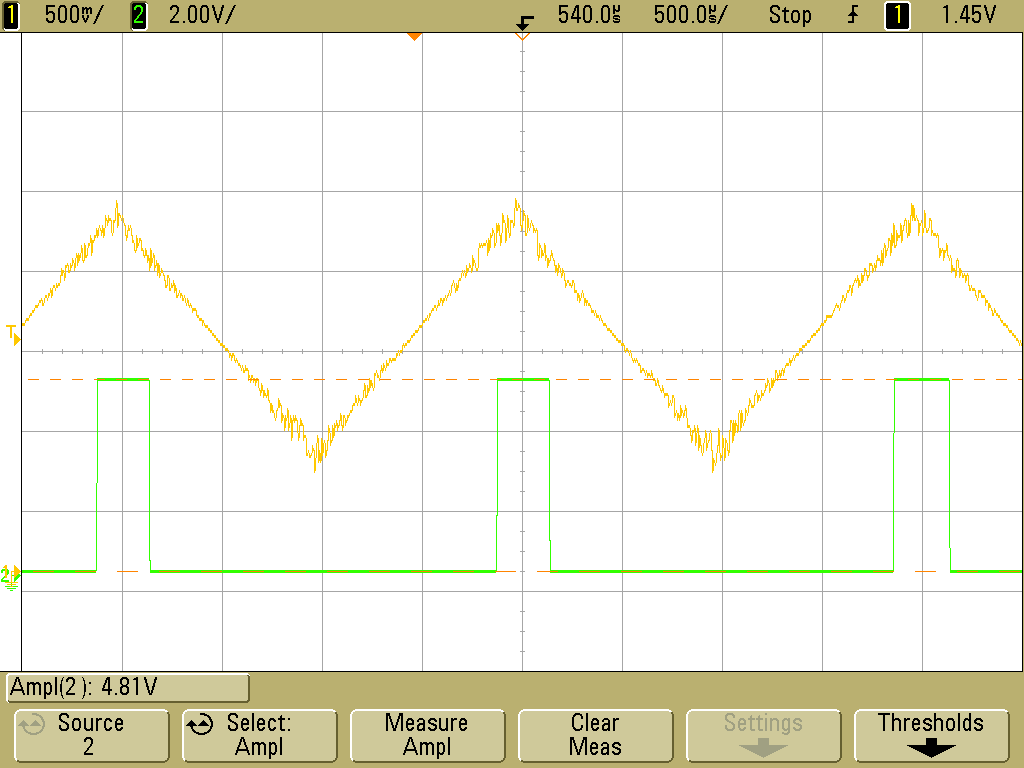 1 500mV/ 2 2.00V/ 540.0µs 500.0µs/ Stop 1 1.45V
T
2
Ampl(2): 4.81V
Source Select: Measure Clear Settings Thresholds
2 Ampl Ampl Meas